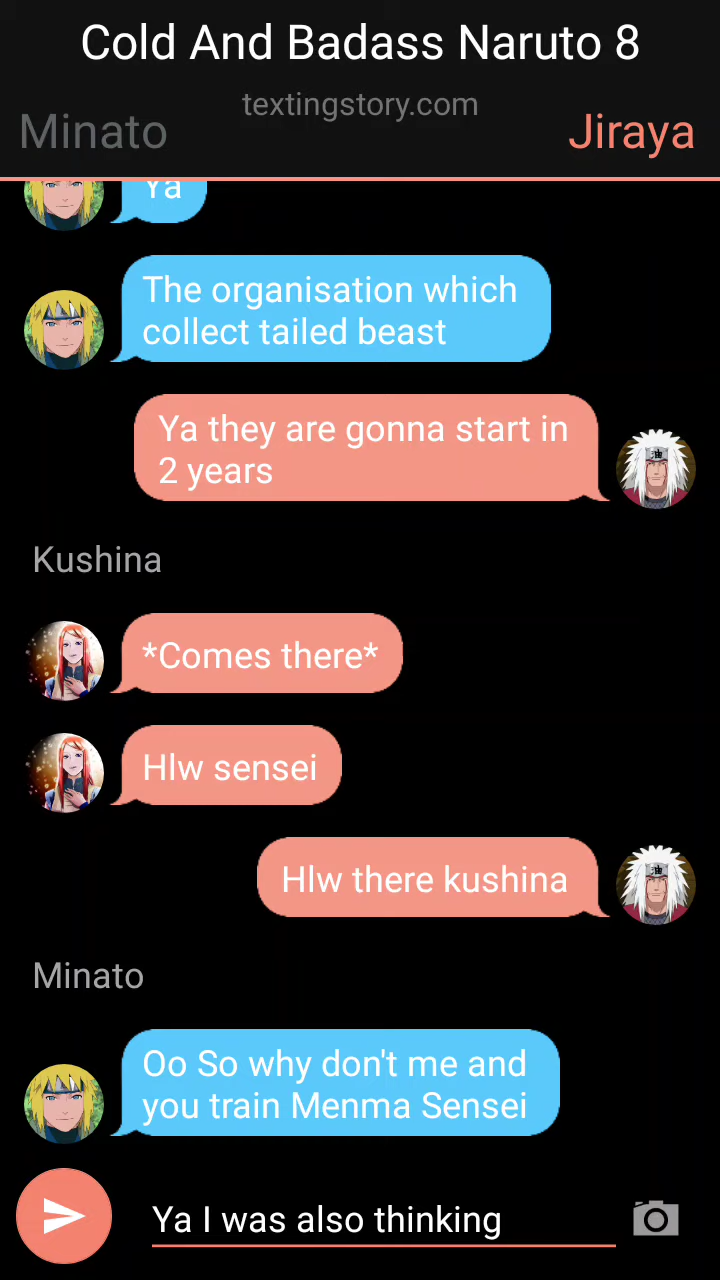 Cold And Badass Naruto 8
textingstory.com
Minato
Jiraya
Ya
The organisation which
collect tailed beast
Ya they are gonna start in
2 years
Kushina
*Comes there*
Hlw sensei
Hlw there kushina
Minato
Oo So why don't me and
you train Menma Sensei
Ya I was also thinking